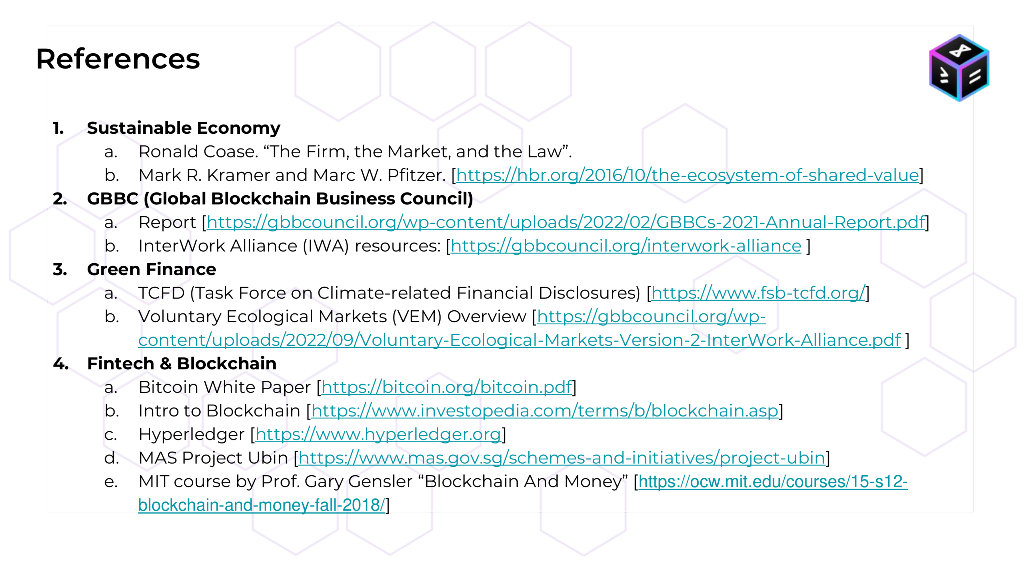 References
1. Sustainable Economy
a. Ronald Coase. “The Firm, the Market, and the Law”.
b. Mark R. Kramer and Marc W. Pfitzer. [https://hbr.org/2016/10/the-ecosystem-of-shared-value]
2. GBBC (Global Blockchain Business Council)
a. Report [https://gbbcouncil.org/wp-content/uploads/2022/02/GBBCs-2021-Annual-Report.pdf]
b. InterWork Alliance (IWA) resources: [https://gbbcouncil.org/interwork-alliance ]
3. Green Finance
a. TCFD (Task Force on Climate-related Financial Disclosures) [https://www.fsb-tcfd.org/]
b. Voluntary Ecological Markets (VEM) Overview [https://gbbcouncil.org/wp-
content/uploads/2022/09/Voluntary-Ecological-Markets-Version-2-InterWork-Alliance.pdf ]
4. Fintech & Blockchain
a. Bitcoin White Paper [https://bitcoin.org/bitcoin.pdf]
b. Intro to Blockchain [https://www.investopedia.com/terms/b/blockchain.asp]
c. Hyperledger [https://www.hyperledger.org]
d. MAS Project Ubin [https://www.mas.gov.sg/schemes-and-initiatives/project-ubin]
e. MIT course by Prof. Gary Gensler “Blockchain And Money” [https://ocw.mit.edu/courses/15-s12-
blockchain-and-money-fall-2018/]